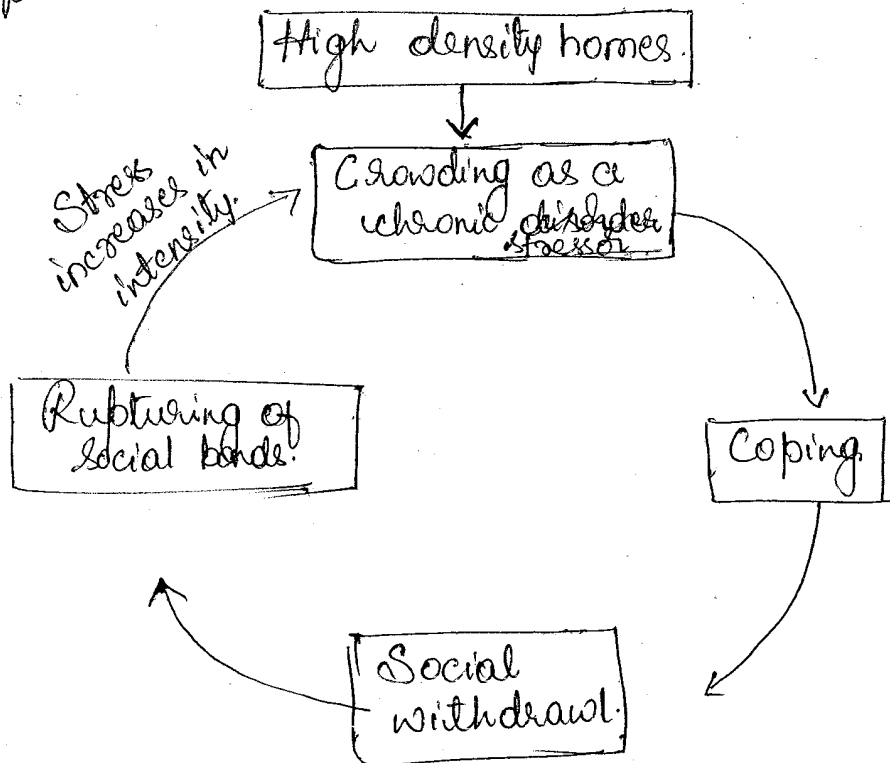 High density homes.
Crowding as a
chronic disorder
stressor
Stress
increases in
intensity.
Rupturing of
social bonds.
Coping.
Social
withdrawl.